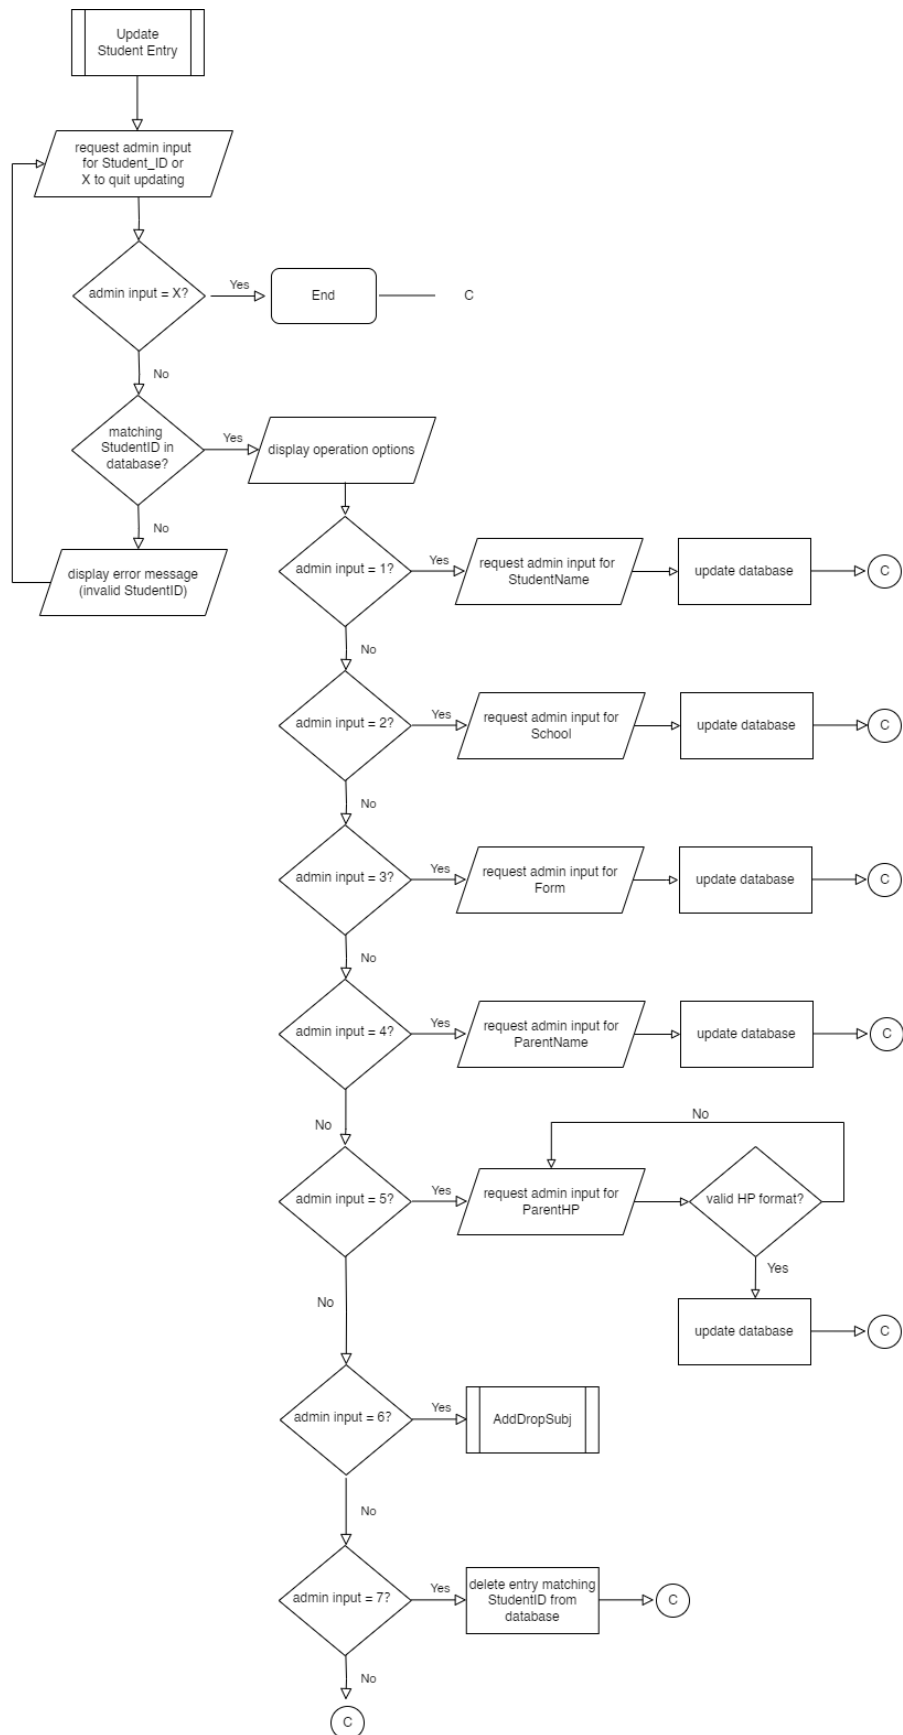 Update
Student Entry
request admin input
for Student_ID or
X to quit updating
admin input = X?
Yes
End
C
No
matching
StudentID in
database?
Yes
display operation options
No
display error message
(invalid StudentID)
admin input = 1?
Yes
request admin input for
StudentName
update database
C
No
admin input = 2?
Yes
request admin input for
School
update database
C
No
admin input = 3?
Yes
request admin input for
Form
update database
C
No
admin input = 4?
Yes
request admin input for
ParentName
update database
C
No
No
admin input = 5?
Yes
request admin input for
ParentHP
valid HP format?
Yes
update database
C
No
admin input = 6?
Yes
AddDropSubj
No
admin input = 7?
Yes
delete entry matching
StudentID from
database
C
No
C